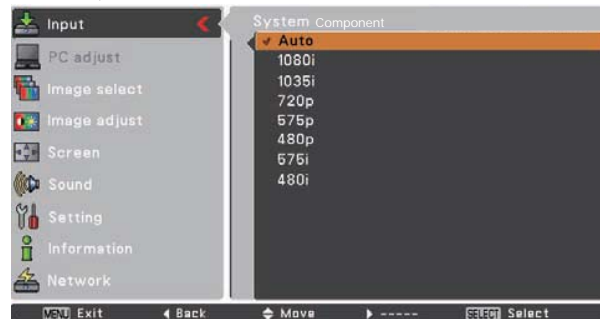 Input
PC adjust
Image select
Image adjust
Screen
Sound
Setting
Information
Network
System Component
Auto
1080i
1035i
720p
575p
480p
575i
480i
MENU Exit
Back
Move
-----
SELECT Select